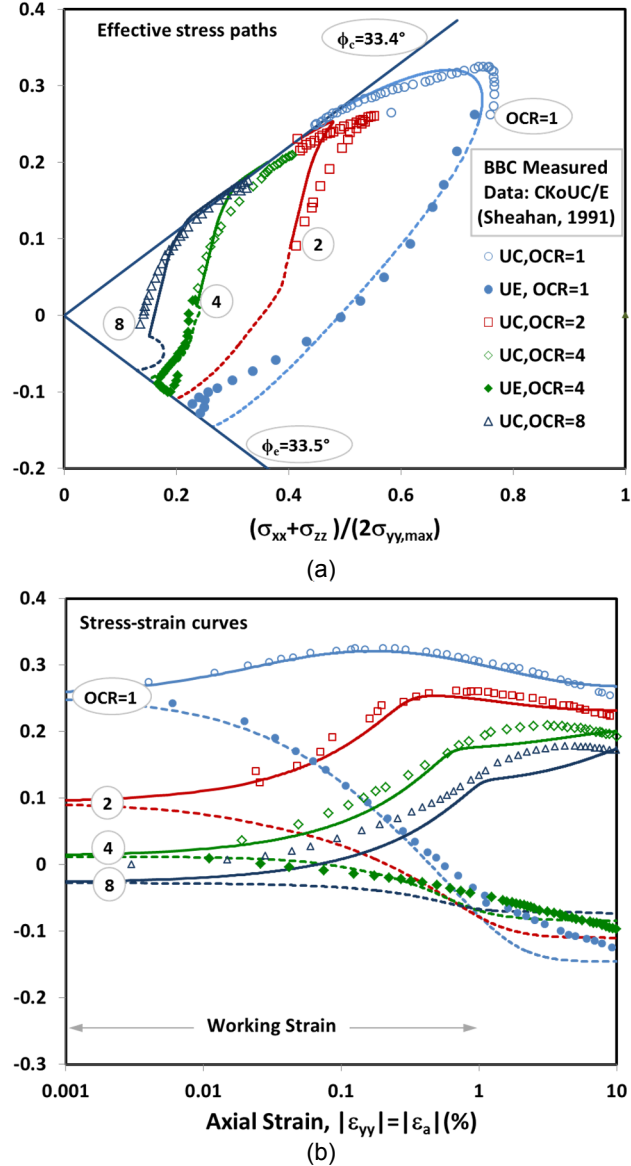 0.4
Effective stress paths
ϕc=33.4°
0.3
OCR=1
0.2
BBC Measured
Data: CKoUC/E
(Sheahan, 1991)
0.1
2
UC,OCR=1
UE, OCR=1
4
0
8
UC,OCR=2
UC,OCR=4
-0.1
UE,OCR=4
ϕe=33.5°
UC,OCR=8
-0.2
0 0.2 0.4 0.6 0.8 1
(σxx+σzz )/(2σyy,max)
(a)
0.4
Stress-strain curves
0.3
OCR=1
0.2
0.1
2
4
0
8
-0.1
-0.2
Working Strain
-0.3
0.001 0.01 0.1 1 10
Axial Strain, |εyy|=|εa|(%)
(b)